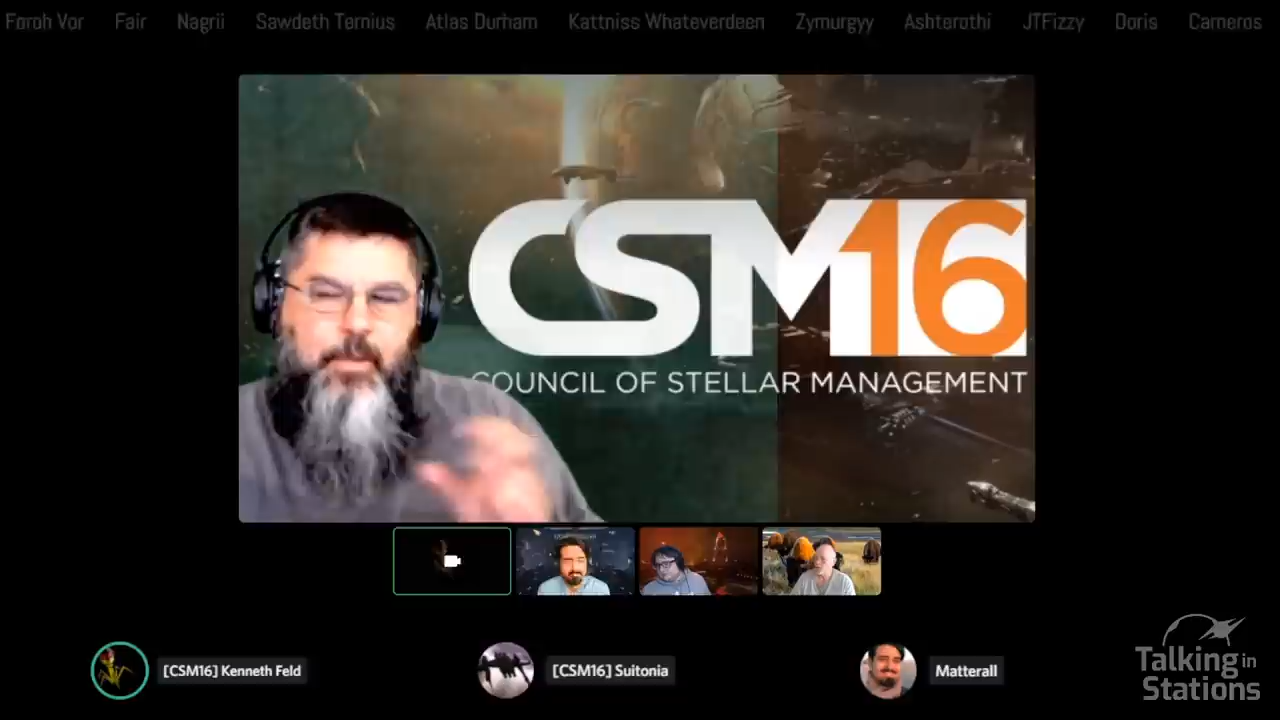 Farah Vor Fair Nagrii Sawdeth Ternius Atlas Durham Kattniss Whateverdeen Zymurgyy Ashterothi JTFizzy Doris Cameros
CSM16
COUNCIL OF STELLAR MANAGEMENT
[CSM16] Kenneth Feld [CSM16] Suitonia Matterall
Talking in
Stations